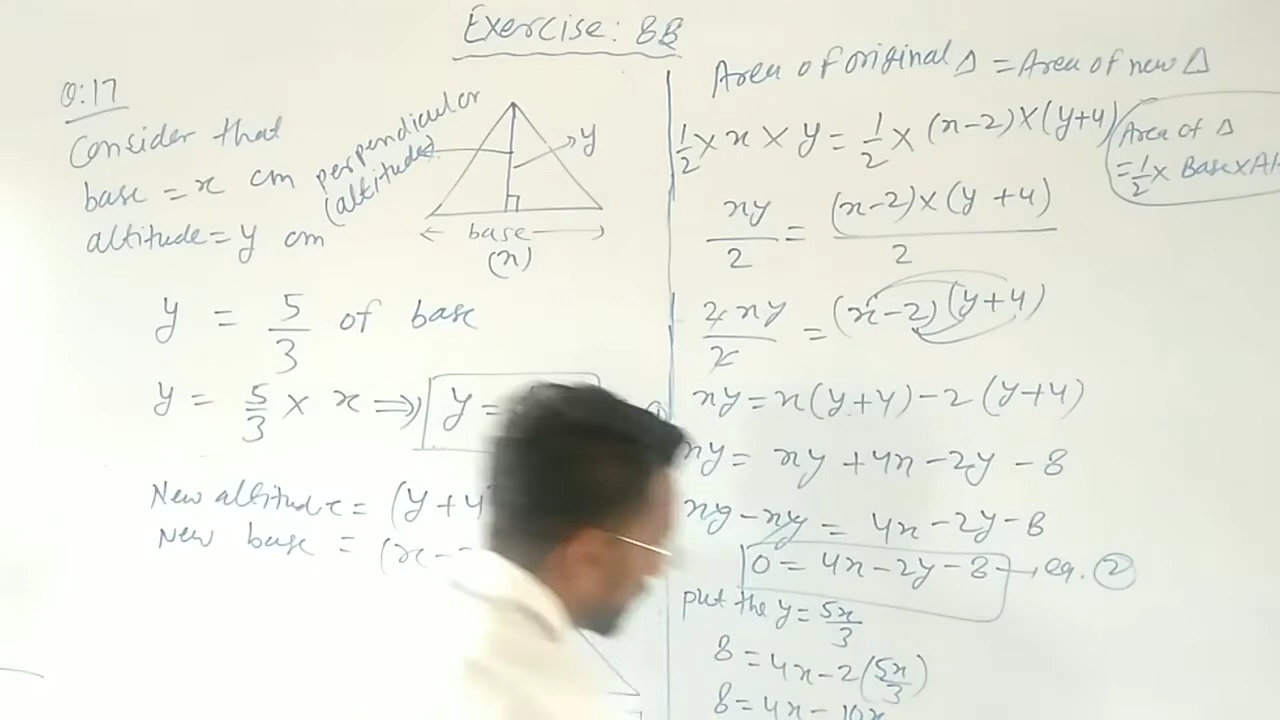 Exercise: 8B
Q:17
Consider that
base = x cm
altitude = y cm
perpendicular
(altitude)
y
base
(x)
y = 5/3 of base
y = 5/3 × x ⇒ y =
New altitude = (y+4
New base = (x-
Area of original Δ = Area of new Δ
1/2 × x × y = 1/2 × (x-2) × (y+4)
Area of Δ
= 1/2 × Base × Al
xy/2 = (x-2)×(y+4)/2
2xy/2 = (x-2)(y+4)
xy = x(y+4) - 2(y+4)
xy = xy + 4x - 2y - 8
xy - xy = 4x - 2y - 8
0 = 4x - 2y - 8 → eq. 2
put the y = 5x/3
8 = 4x - 2(5x/3)
8 = 4x - 10x